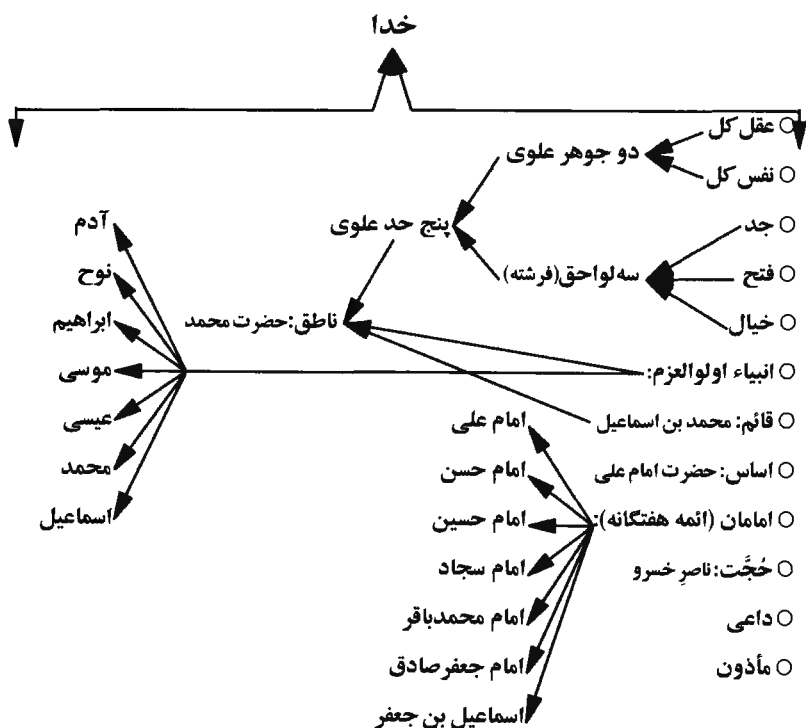 خدا
عقل کل
دو جوهر علوی
نفس کل
جد
پنج حد علوی
آدم
فتح
سه لواحق (فرشته)
نوح
خیال
ناطق: حضرت محمد
ابراهیم
انبیاء اولوالعزم:
موسی
قائم: محمد بن اسماعیل
امام علی
عیسی
اساس: حضرت امام علی
امام حسن
محمد
امامان (ائمه هفتگانه):
امام حسین
اسماعیل
حُجَّت: ناصرِ خسرو
امام سجاد
داعی
امام محمدباقر
مأذون
امام جعفرصادق
اسماعیل بن جعفر